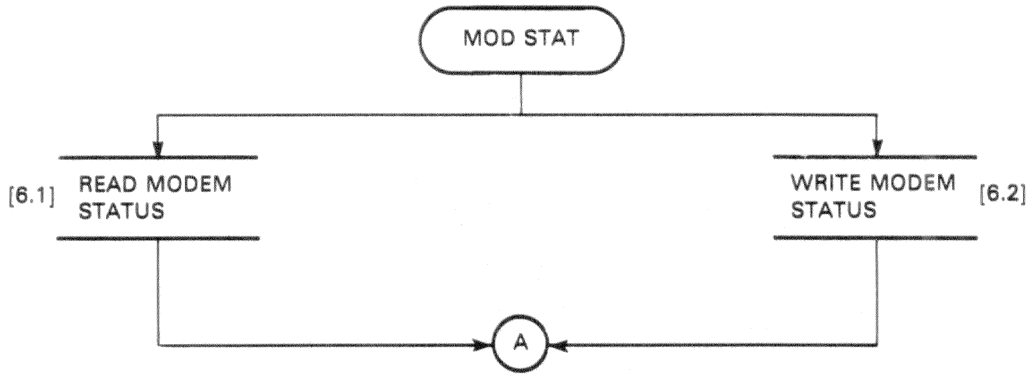 MOD STAT
[6.1]
READ MODEM
STATUS
WRITE MODEM
STATUS
[6.2]
A